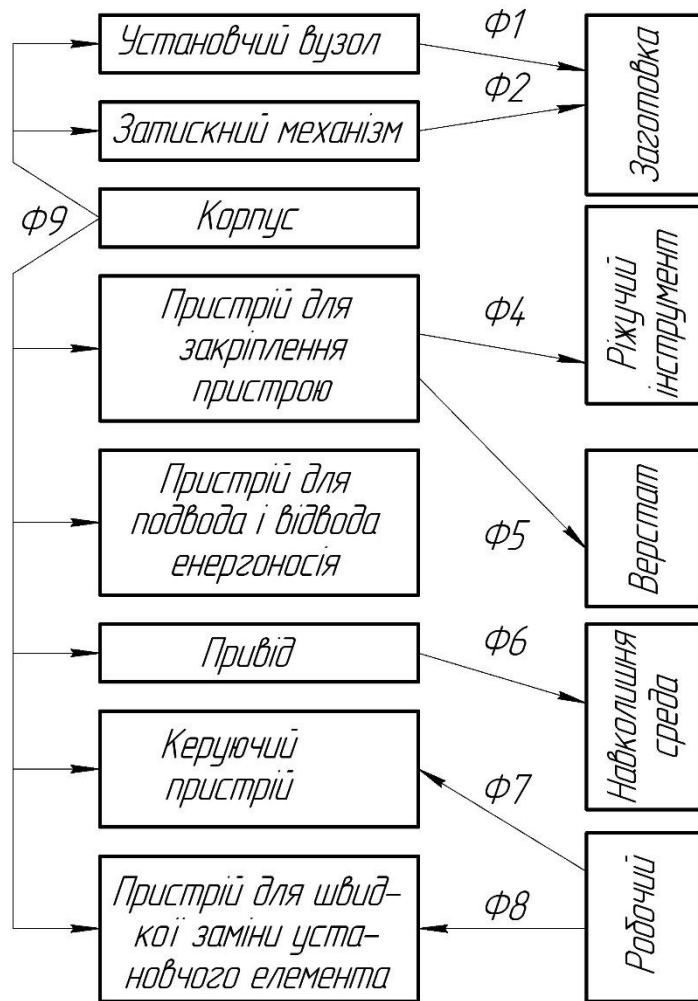 Установчий вузол
Ф1
Затискний механізм
Ф2
Заготовка
Корпус
Ф9
Пристрій для
закріплення
пристрою
Ф4
Ріжучий
інструмент
Пристрій для
подвода і відвода
енергоносія
Ф5
Верстат
Привід
Ф6
Навколишня
среда
Керуючий
пристрій
Ф7
Пристрій для швид-
кої заміни уста-
новчого елемента
Ф8
Робочий